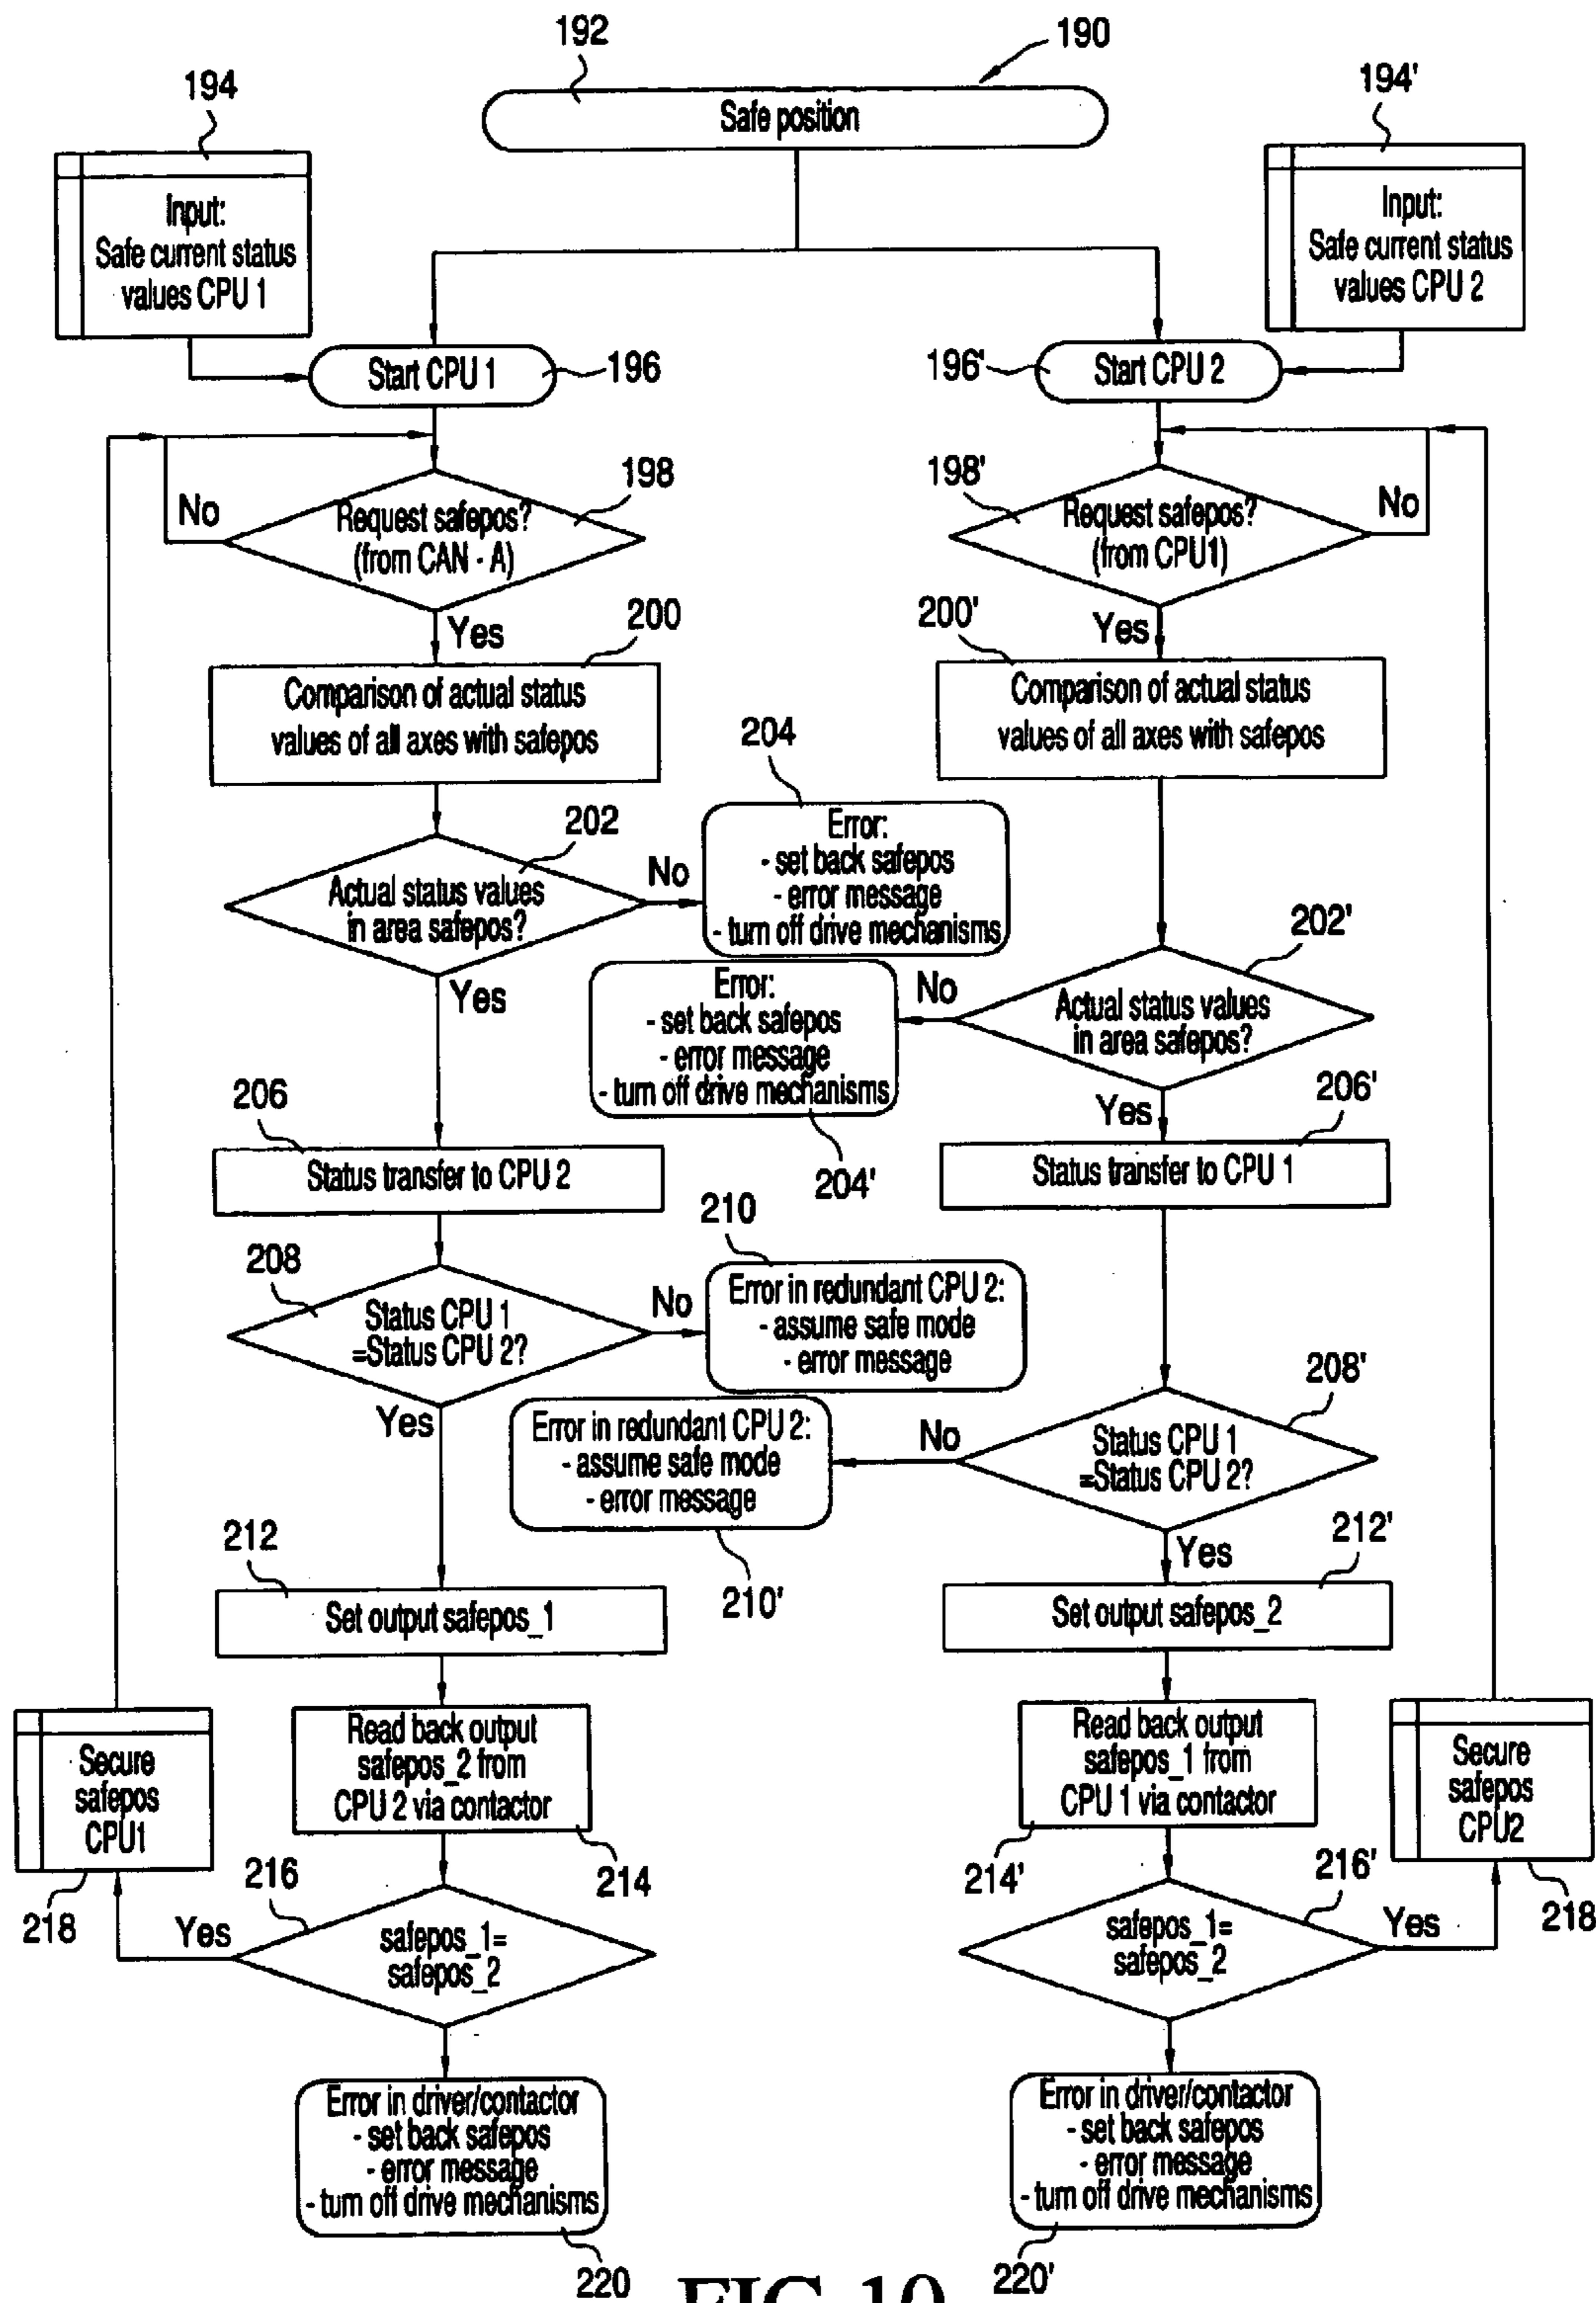 192
190
Safe position
194
194'
Input:
Safe current status
values CPU 1
Input:
Safe current status
values CPU 2
Start CPU 1
196
196'
Start CPU 2
198
No
Request safepos?
(from CAN - A)
198'
Request safepos?
(from CPU1)
No
Yes
200
200'
Yes
Comparison of actual status
values of all axes with safepos
Comparison of actual status
values of all axes with safepos
204
202
Actual status values
in area safepos?
No
Error:
- set back safepos
- error message
- turn off drive mechanisms
Yes
202'
Actual status values
in area safepos?
No
Error:
- set back safepos
- error message
- turn off drive mechanisms
204'
Yes
206
Status transfer to CPU 2
206'
Status transfer to CPU 1
208
Status CPU 1
=Status CPU 2?
No
210
Error in redundant CPU 2:
- assume safe mode
- error message
Yes
208'
Status CPU 1
=Status CPU 2?
No
Error in redundant CPU 2:
- assume safe mode
- error message
210'
Yes
212
Set output safepos_1
212'
Set output safepos_2
Read back output
safepos_2 from
CPU 2 via contactor
214
Read back output
safepos_1 from
CPU 1 via contactor
214'
Secure
safepos
CPU1
218
Secure
safepos
CPU2
218
216
Yes
safepos_1=
safepos_2
216'
safepos_1=
safepos_2
Yes
Error in driver/contactor
- set back safepos
- error message
- turn off drive mechanisms
220
Error in driver/contactor
- set back safepos
- error message
- turn off drive mechanisms
220'
FIG. 10